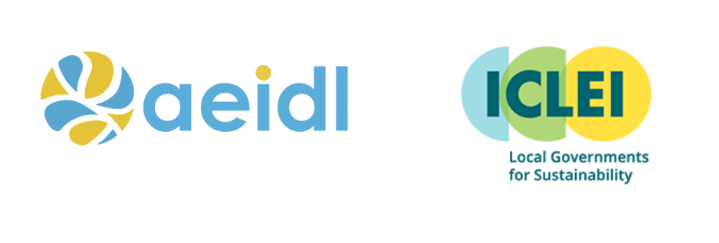 aeidl
ICLEI
Local Governments
for Sustainability